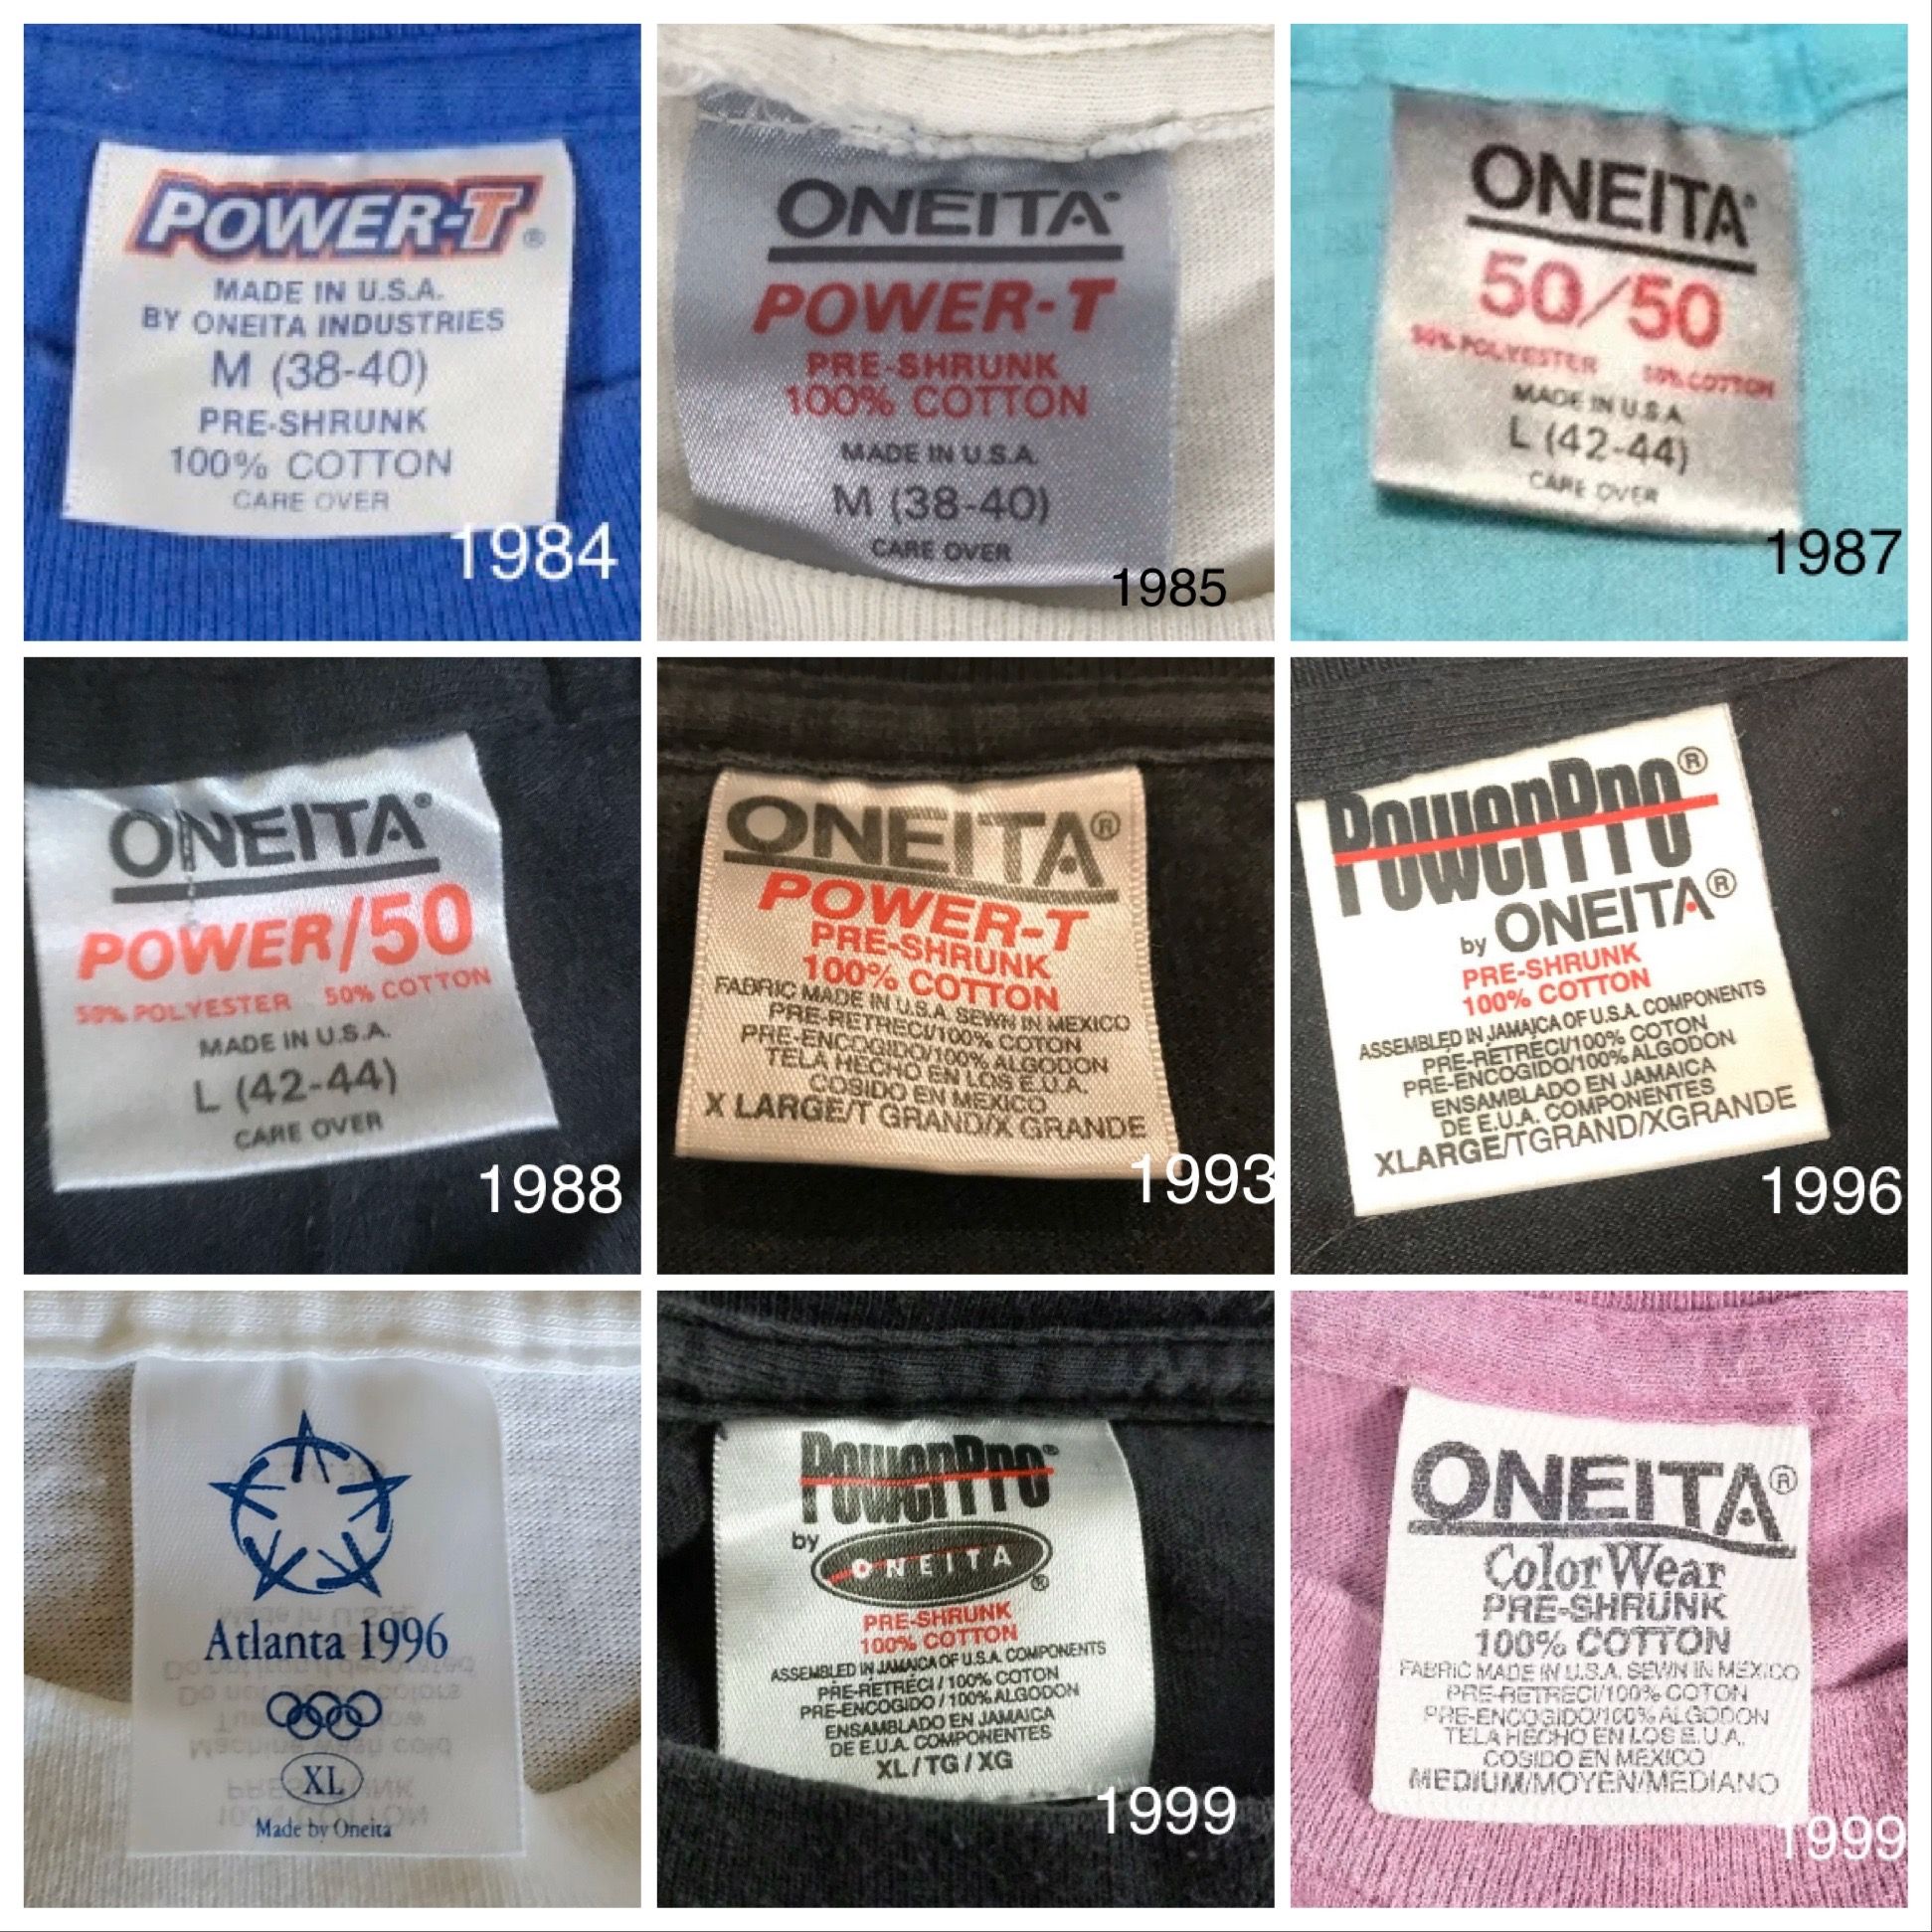 POWER-T®
MADE IN U.S.A.
BY ONEITA INDUSTRIES
M (38-40)
PRE-SHRUNK
100% COTTON
CARE OVER
1984
ONEITA®
POWER-T
PRE-SHRUNK
100% COTTON
MADE IN U.S.A.
M (38-40)
CARE OVER
1985
ONEITA®
50/50
50% POLYESTER 50% COTTON
MADE IN U.S.A.
L (42-44)
CARE OVER
1987
ONEITA®
POWER/50
50% POLYESTER 50% COTTON
MADE IN U.S.A.
L (42-44)
CARE OVER
1988
ONEITA®
POWER-T
PRE-SHRUNK
100% COTTON
FABRIC MADE IN U.S.A. SEWN IN MEXICO
PRE-RETRECI/100% COTON
PRE-ENCOGIDO/100% ALGODON
TELA HECHO EN LOS E.U.A.
COSIDO EN MEXICO
X LARGE/T GRAND/X GRANDE
1993
PowerPro®
by ONEITA®
PRE-SHRUNK
100% COTTON
ASSEMBLED IN JAMAICA OF U.S.A. COMPONENTS
PRE-RETRECI/100% COTON
PRE-ENCOGIDO/100% ALGODON
ENSAMBLADO EN JAMAICA
DE E.U.A. COMPONENTES
XLARGE/TGRAND/XGRANDE
1996
Atlanta 1996
XL
Made by Oneita
PowerPro®
by ONEITA®
PRE-SHRUNK
100% COTTON
ASSEMBLED IN JAMAICA OF U.S.A. COMPONENTS
PRE-RETRECI / 100% COTON
PRE-ENCOGIDO / 100% ALGODON
ENSAMBLADO EN JAMAICA
DE E.U.A. COMPONENTES
XL / TG / XG
1999
ONEITA®
Color Wear
PRE-SHRUNK
100% COTTON
FABRIC MADE IN U.S.A. SEWN IN MEXICO
PRE-RETRECI/100% COTON
PRE-ENCOGIDO/100% ALGODON
TELA HECHO EN LOS E.U.A.
COSIDO EN MEXICO
MEDIUM/MOYEN/MEDIANO
1999